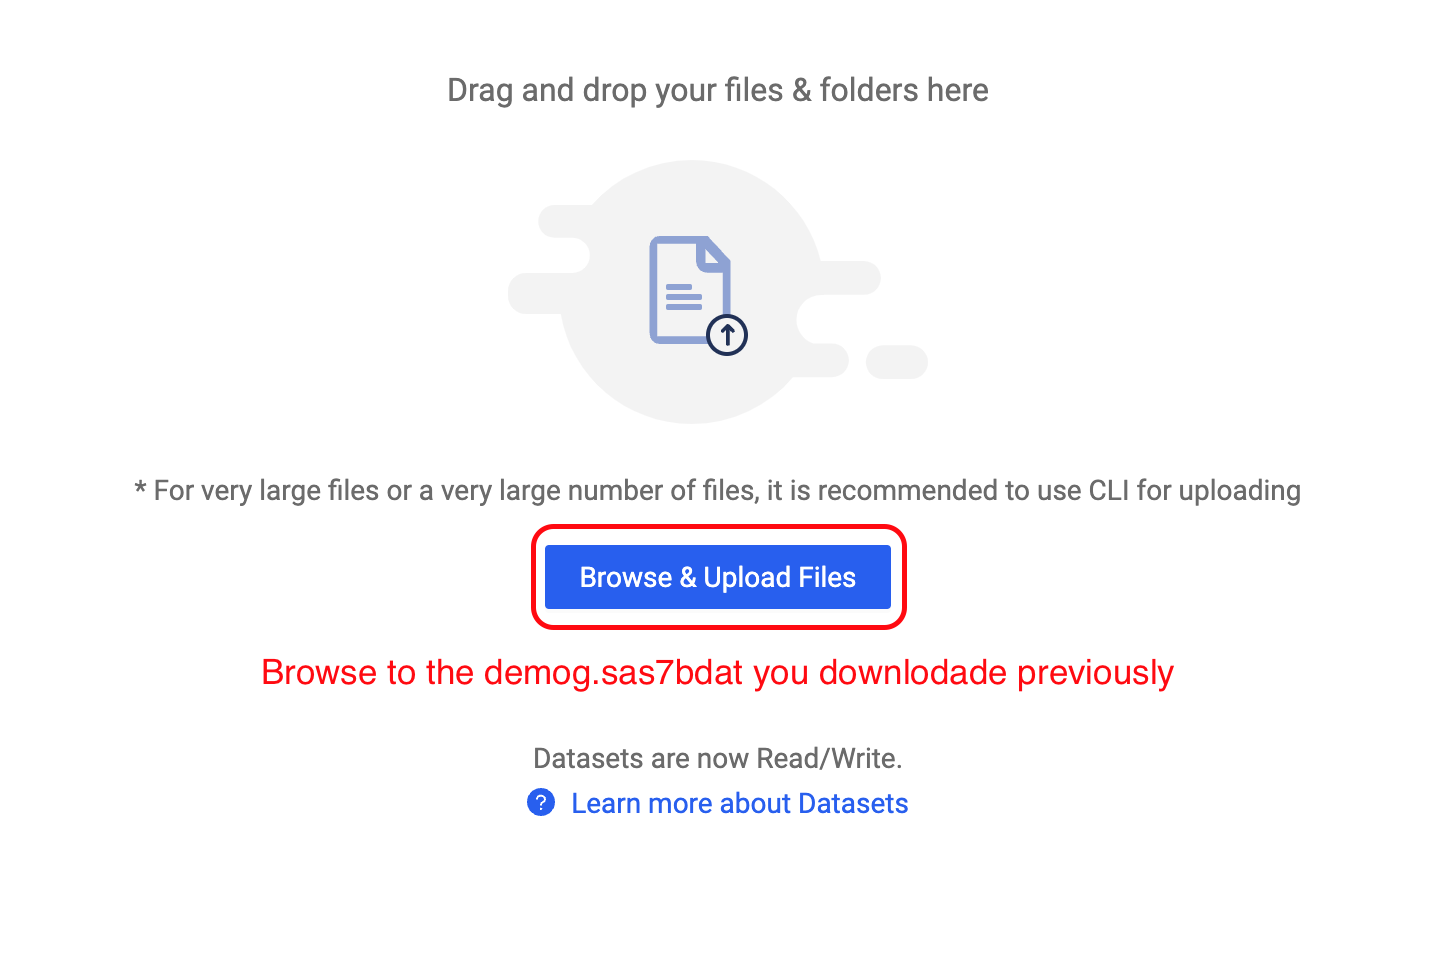 Drag and drop your files & folders here
* For very large files or a very large number of files, it is recommended to use CLI for uploading
Browse & Upload Files
Browse to the demog.sas7bdat you downlodade previously
Datasets are now Read/Write.
? Learn more about Datasets